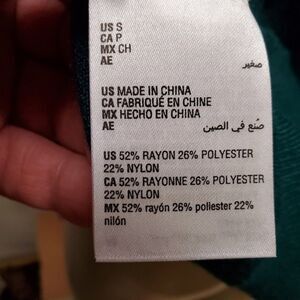 US S
CA P
MX CH
AE صغير
US MADE IN CHINA
CA FABRIQUÉ EN CHINE
MX HECHO EN CHINA
AE صنع في الصين
US 52% RAYON 26% POLYESTER
22% NYLON
CA 52% RAYONNE 26% POLYESTER
22% NYLON
MX 52% rayón 26% poliester 22%
nilón